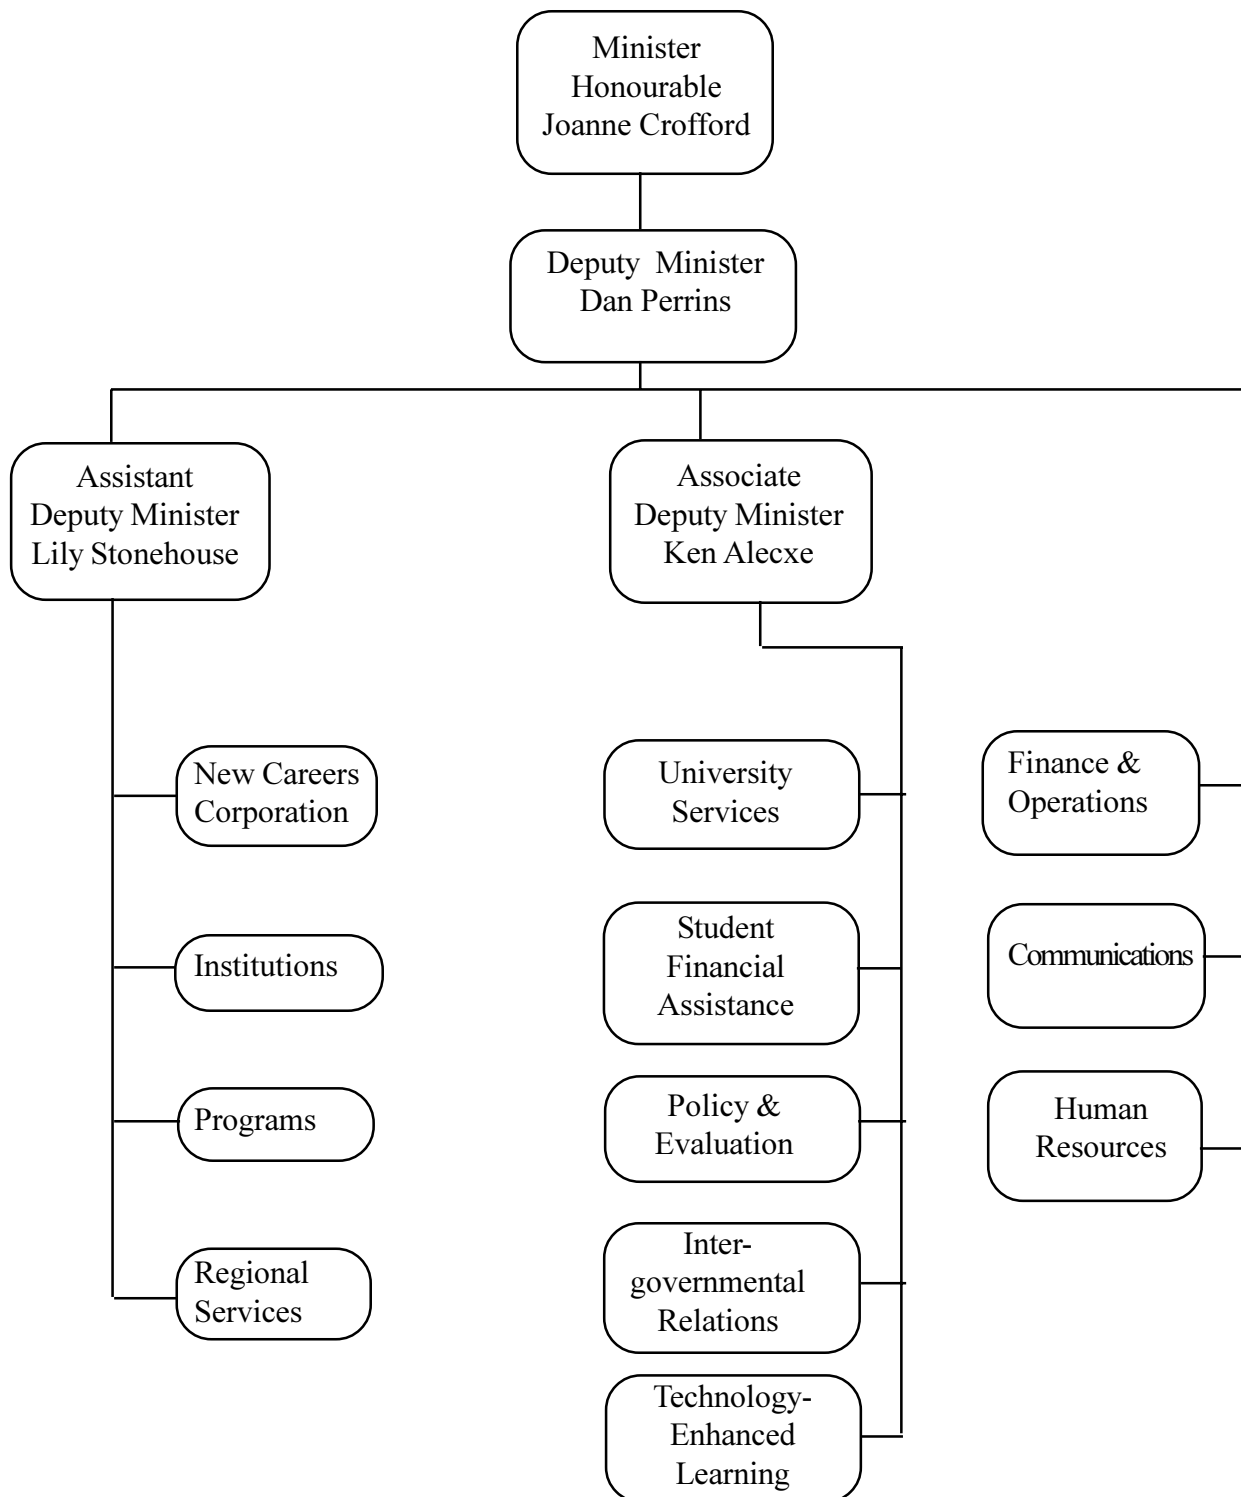 Minister
Honourable
Joanne Crofford
Deputy Minister
Dan Perrins
Assistant
Deputy Minister
Lily Stonehouse
Associate
Deputy Minister
Ken Alecxe
New Careers
Corporation
Institutions
Programs
Regional
Services
University
Services
Student
Financial
Assistance
Policy &
Evaluation
Inter-
governmental
Relations
Technology-
Enhanced
Learning
Finance &
Operations
Communications
Human
Resources